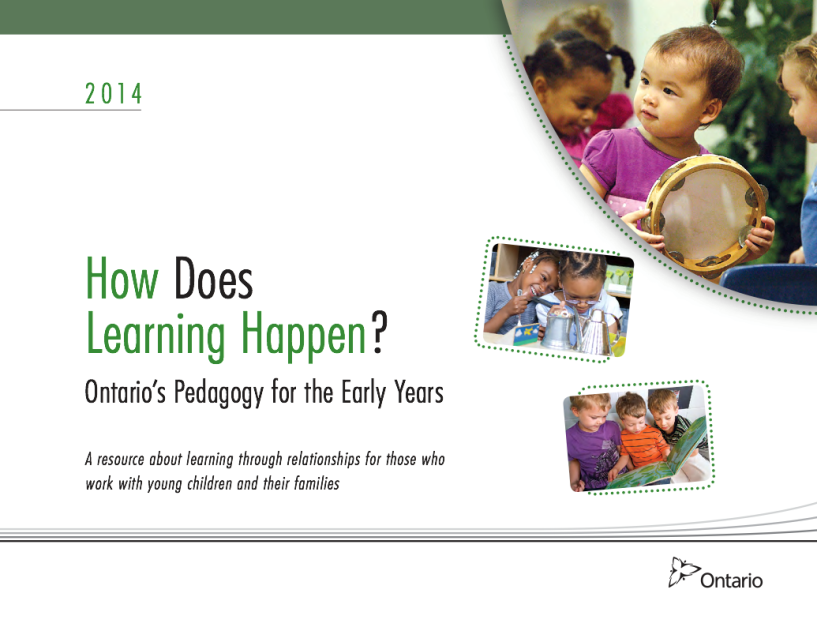 2014
How Does
Learning Happen?
Ontario's Pedagogy for the Early Years
A resource about learning through relationships for those who
work with young children and their families
Ontario